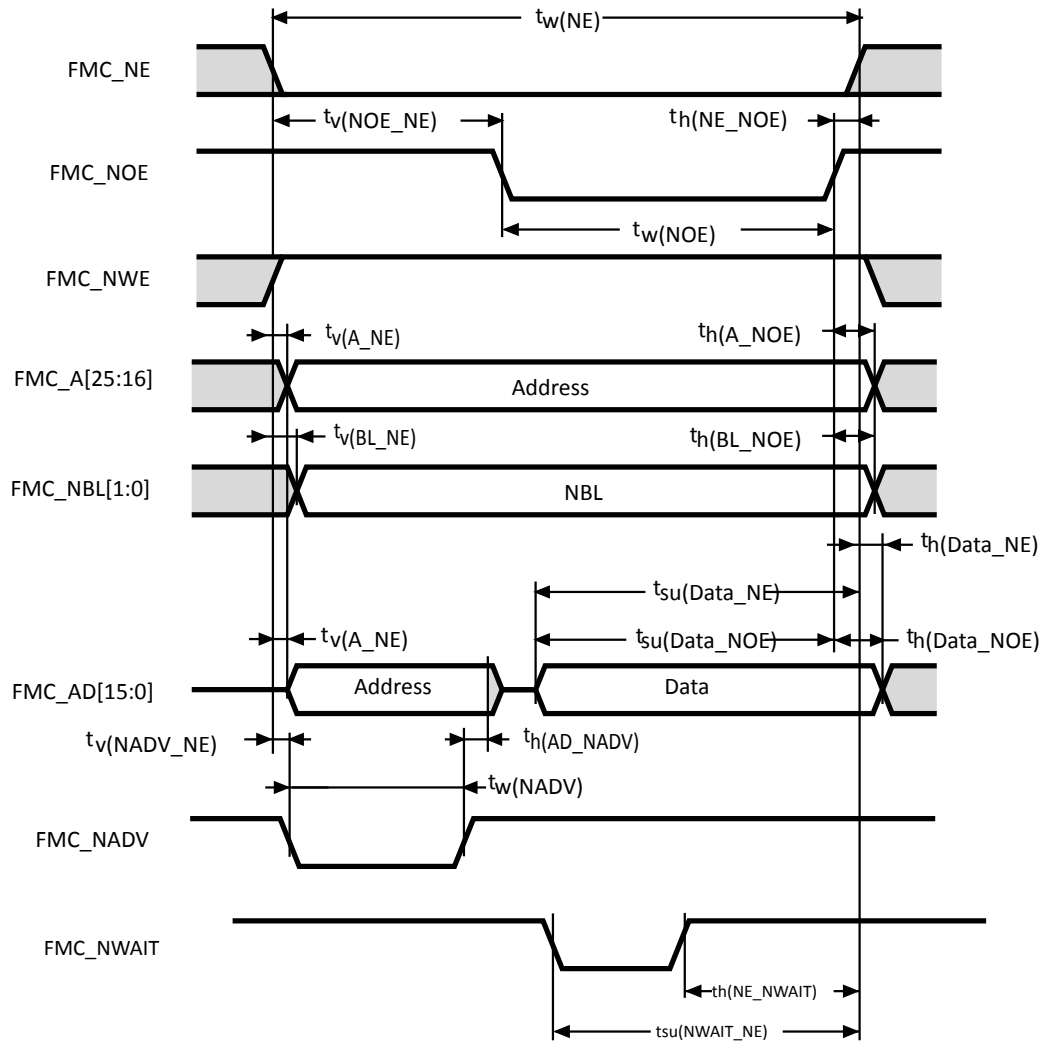 tw(NE)
FMC_NE
tv(NOE_NE) th(NE_NOE)
FMC_NOE
tw(NOE)
FMC_NWE
tv(A_NE) th(A_NOE)
FMC_A[25:16] Address
tv(BL_NE) th(BL_NOE)
FMC_NBL[1:0] NBL
th(Data_NE)
tsu(Data_NE)
tv(A_NE) tsu(Data_NOE) th(Data_NOE)
FMC_AD[15:0] Address Data
tv(NADV_NE) th(AD_NADV)
tw(NADV)
FMC_NADV
FMC_NWAIT
th(NE_NWAIT)
tsu(NWAIT_NE)